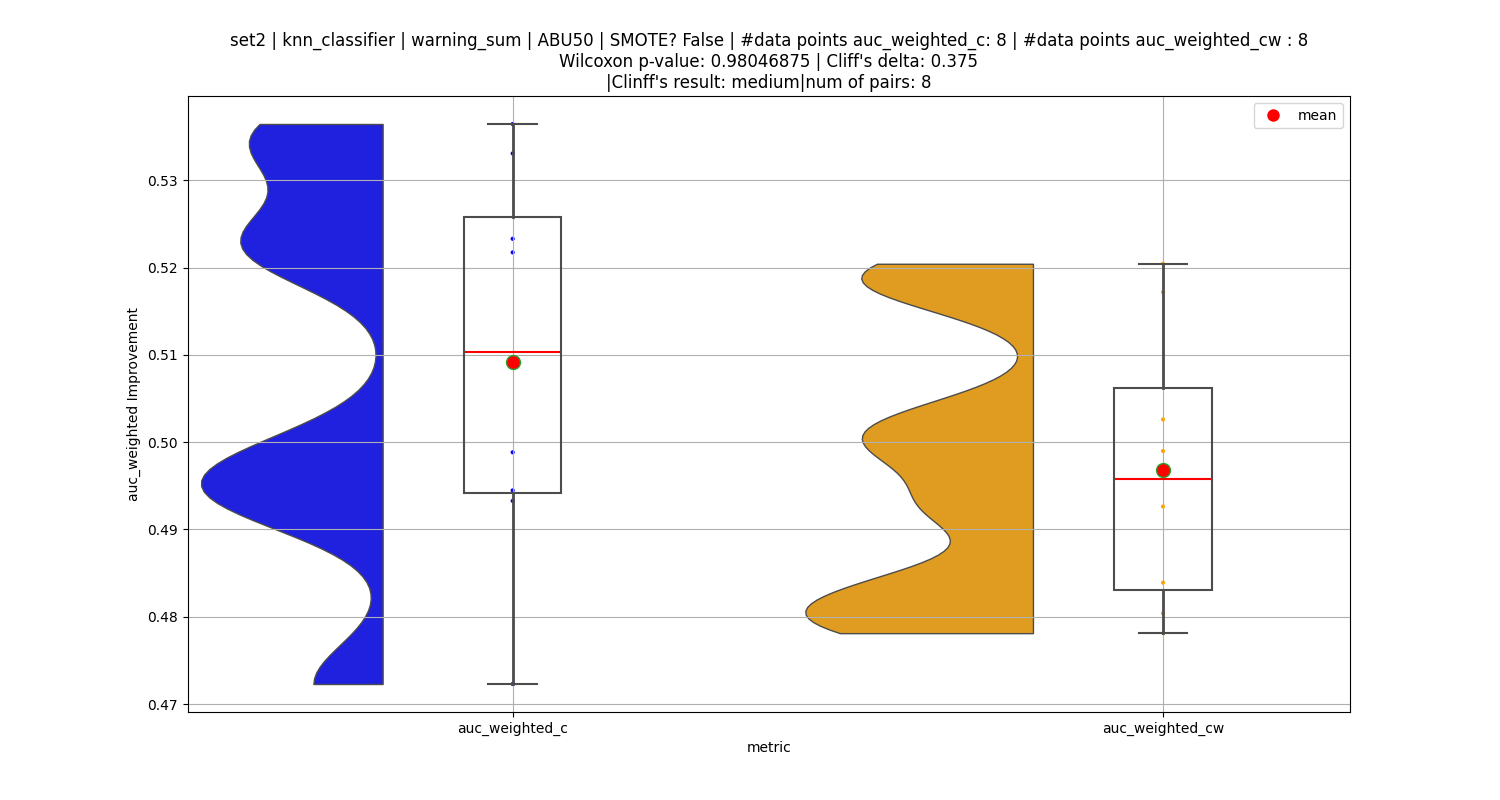 set2 | knn_classifier | warning_sum | ABU50 | SMOTE? False | #data points auc_weighted_c: 8 | #data points auc_weighted_cw : 8
Wilcoxon p-value: 0.98046875 | Cliff's delta: 0.375
|Clinff's result: medium|num of pairs: 8
mean
0.53
0.52
0.51
0.50
0.49
0.48
0.47
auc_weighted Improvement
auc_weighted_c
auc_weighted_cw
metric